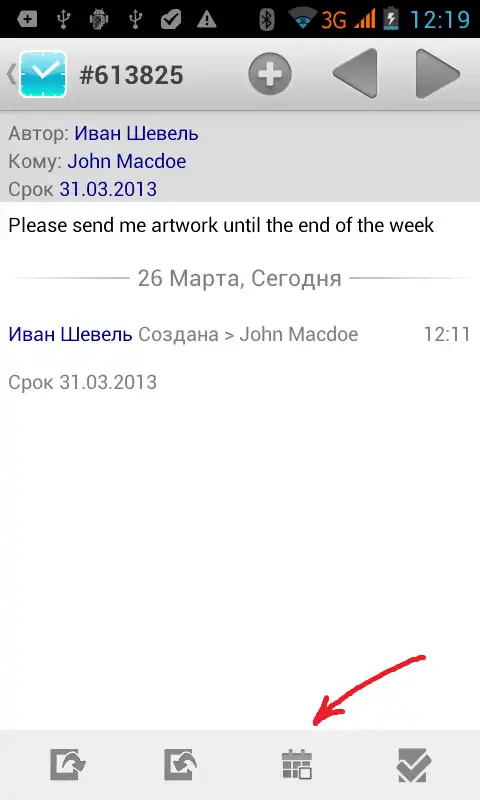 3G 12:19
#613825
Автор: Иван Шевель
Кому: John Macdoe
Срок 31.03.2013
Please send me artwork until the end of the week
26 Марта, Сегодня
Иван Шевель Создана > John Macdoe 12:11
Срок 31.03.2013